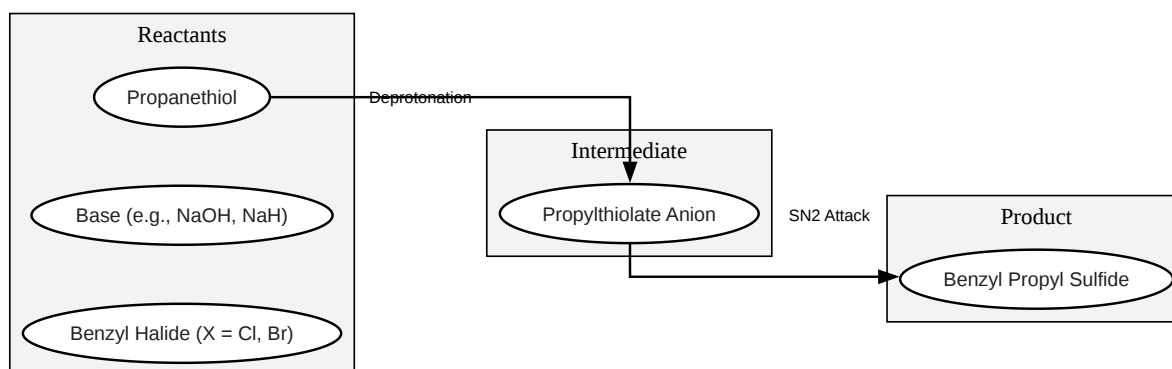 Reactants
Propanethiol
Deprotonation
Base (e.g., NaOH, NaH)
Benzyl Halide (X = Cl, Br)
Intermediate
Propylthiolate Anion
SN2 Attack
Product
Benzyl Propyl Sulfide